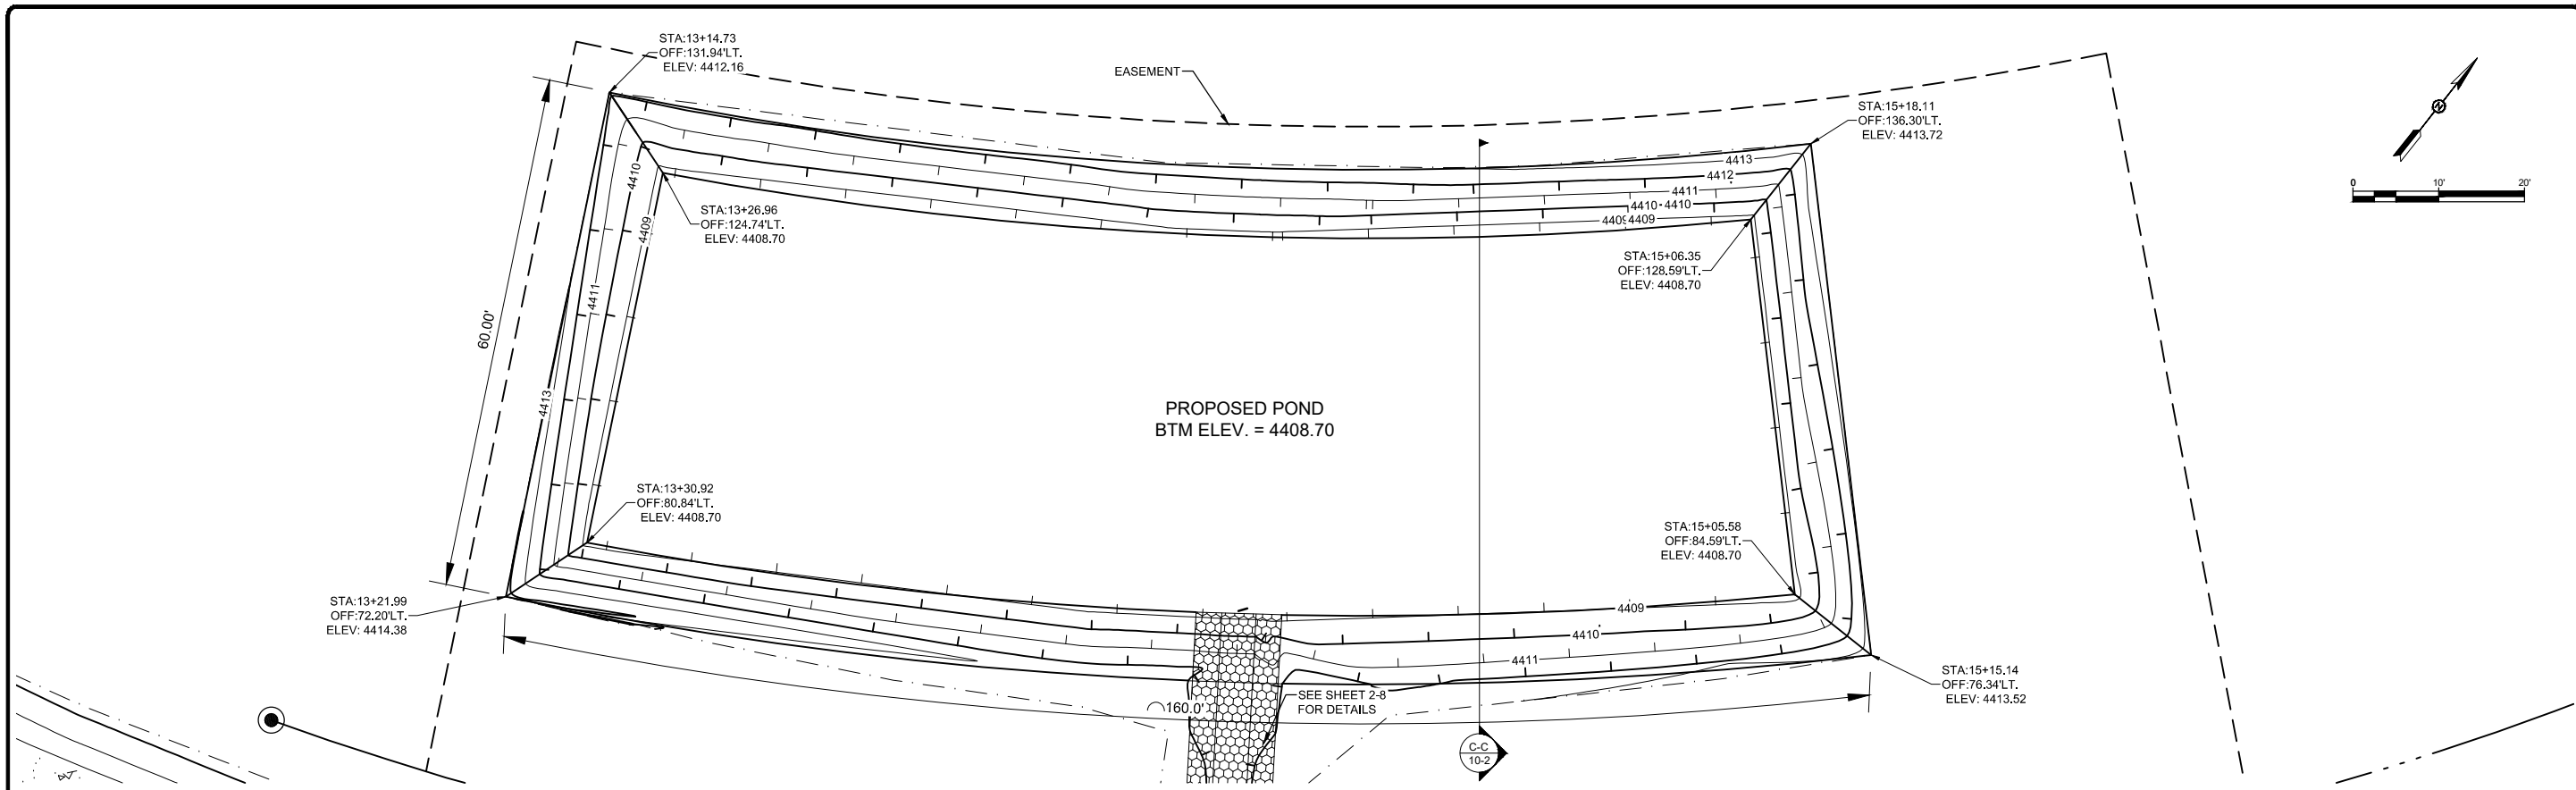 STA:13+14.73
OFF:131.94'LT.
ELEV: 4412.16
EASEMENT
STA:15+18.11
OFF:136.30'LT.
ELEV: 4413.72
N
0 10' 20'
4413
4412
4411
4410 4410
4409 4409
4410
4409
STA:13+26.96
OFF:124.74'LT.
ELEV: 4408.70
STA:15+06.35
OFF:128.59'LT.
ELEV: 4408.70
4411
60.00'
4413
PROPOSED POND
BTM ELEV. = 4408.70
STA:13+30.92
OFF:80.84'LT.
ELEV: 4408.70
STA:15+05.58
OFF:84.59'LT.
ELEV: 4408.70
STA:13+21.99
OFF:72.20'LT.
ELEV: 4414.38
4409
4410
4411
STA:15+15.14
OFF:76.34'LT.
ELEV: 4413.52
SEE SHEET 2-8
FOR DETAILS
160.0'
C-C
10-2